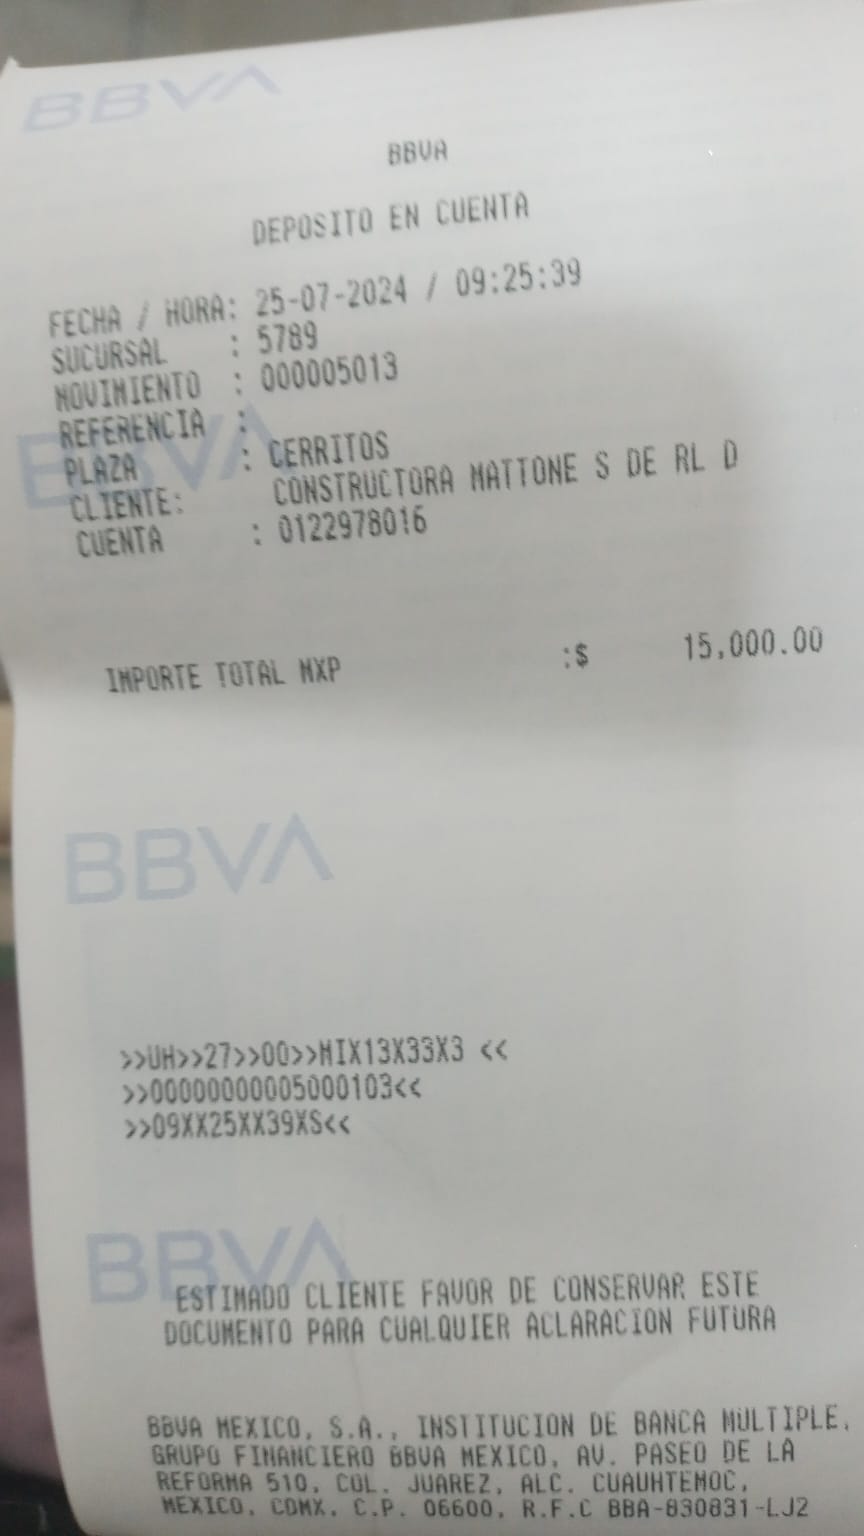 BBVA
BBVA
DEPOSITO EN CUENTA
FECHA / HORA: 25-07-2024 / 09:25:39
SUCURSAL : 5789
MOVIMIENTO : 000005013
REFERENCIA :
BBVA
PLAZA : CERRITOS
CLIENTE: CONSTRUCTORA MATTONE S DE RL D
CUENTA : 0122978016
IMPORTE TOTAL MXP :$ 15,000.00
BBVA
>>UH>>27>>00>>MIX13X33X3 <<
>>00000000005000103<<
>>09XX25XX39XS<<
BBVA
ESTIMADO CLIENTE FAVOR DE CONSERVAR ESTE
DOCUMENTO PARA CUALQUIER ACLARACION FUTURA
BBVA MEXICO, S.A., INSTITUCION DE BANCA MULTIPLE,
GRUPO FINANCIERO BBVA MEXICO, AV. PASEO DE LA
REFORMA 510, COL. JUAREZ, ALC. CUAUHTEMOC,
MEXICO, CDMX, C.P. 06600, R.F.C BBA-830831-LJ2